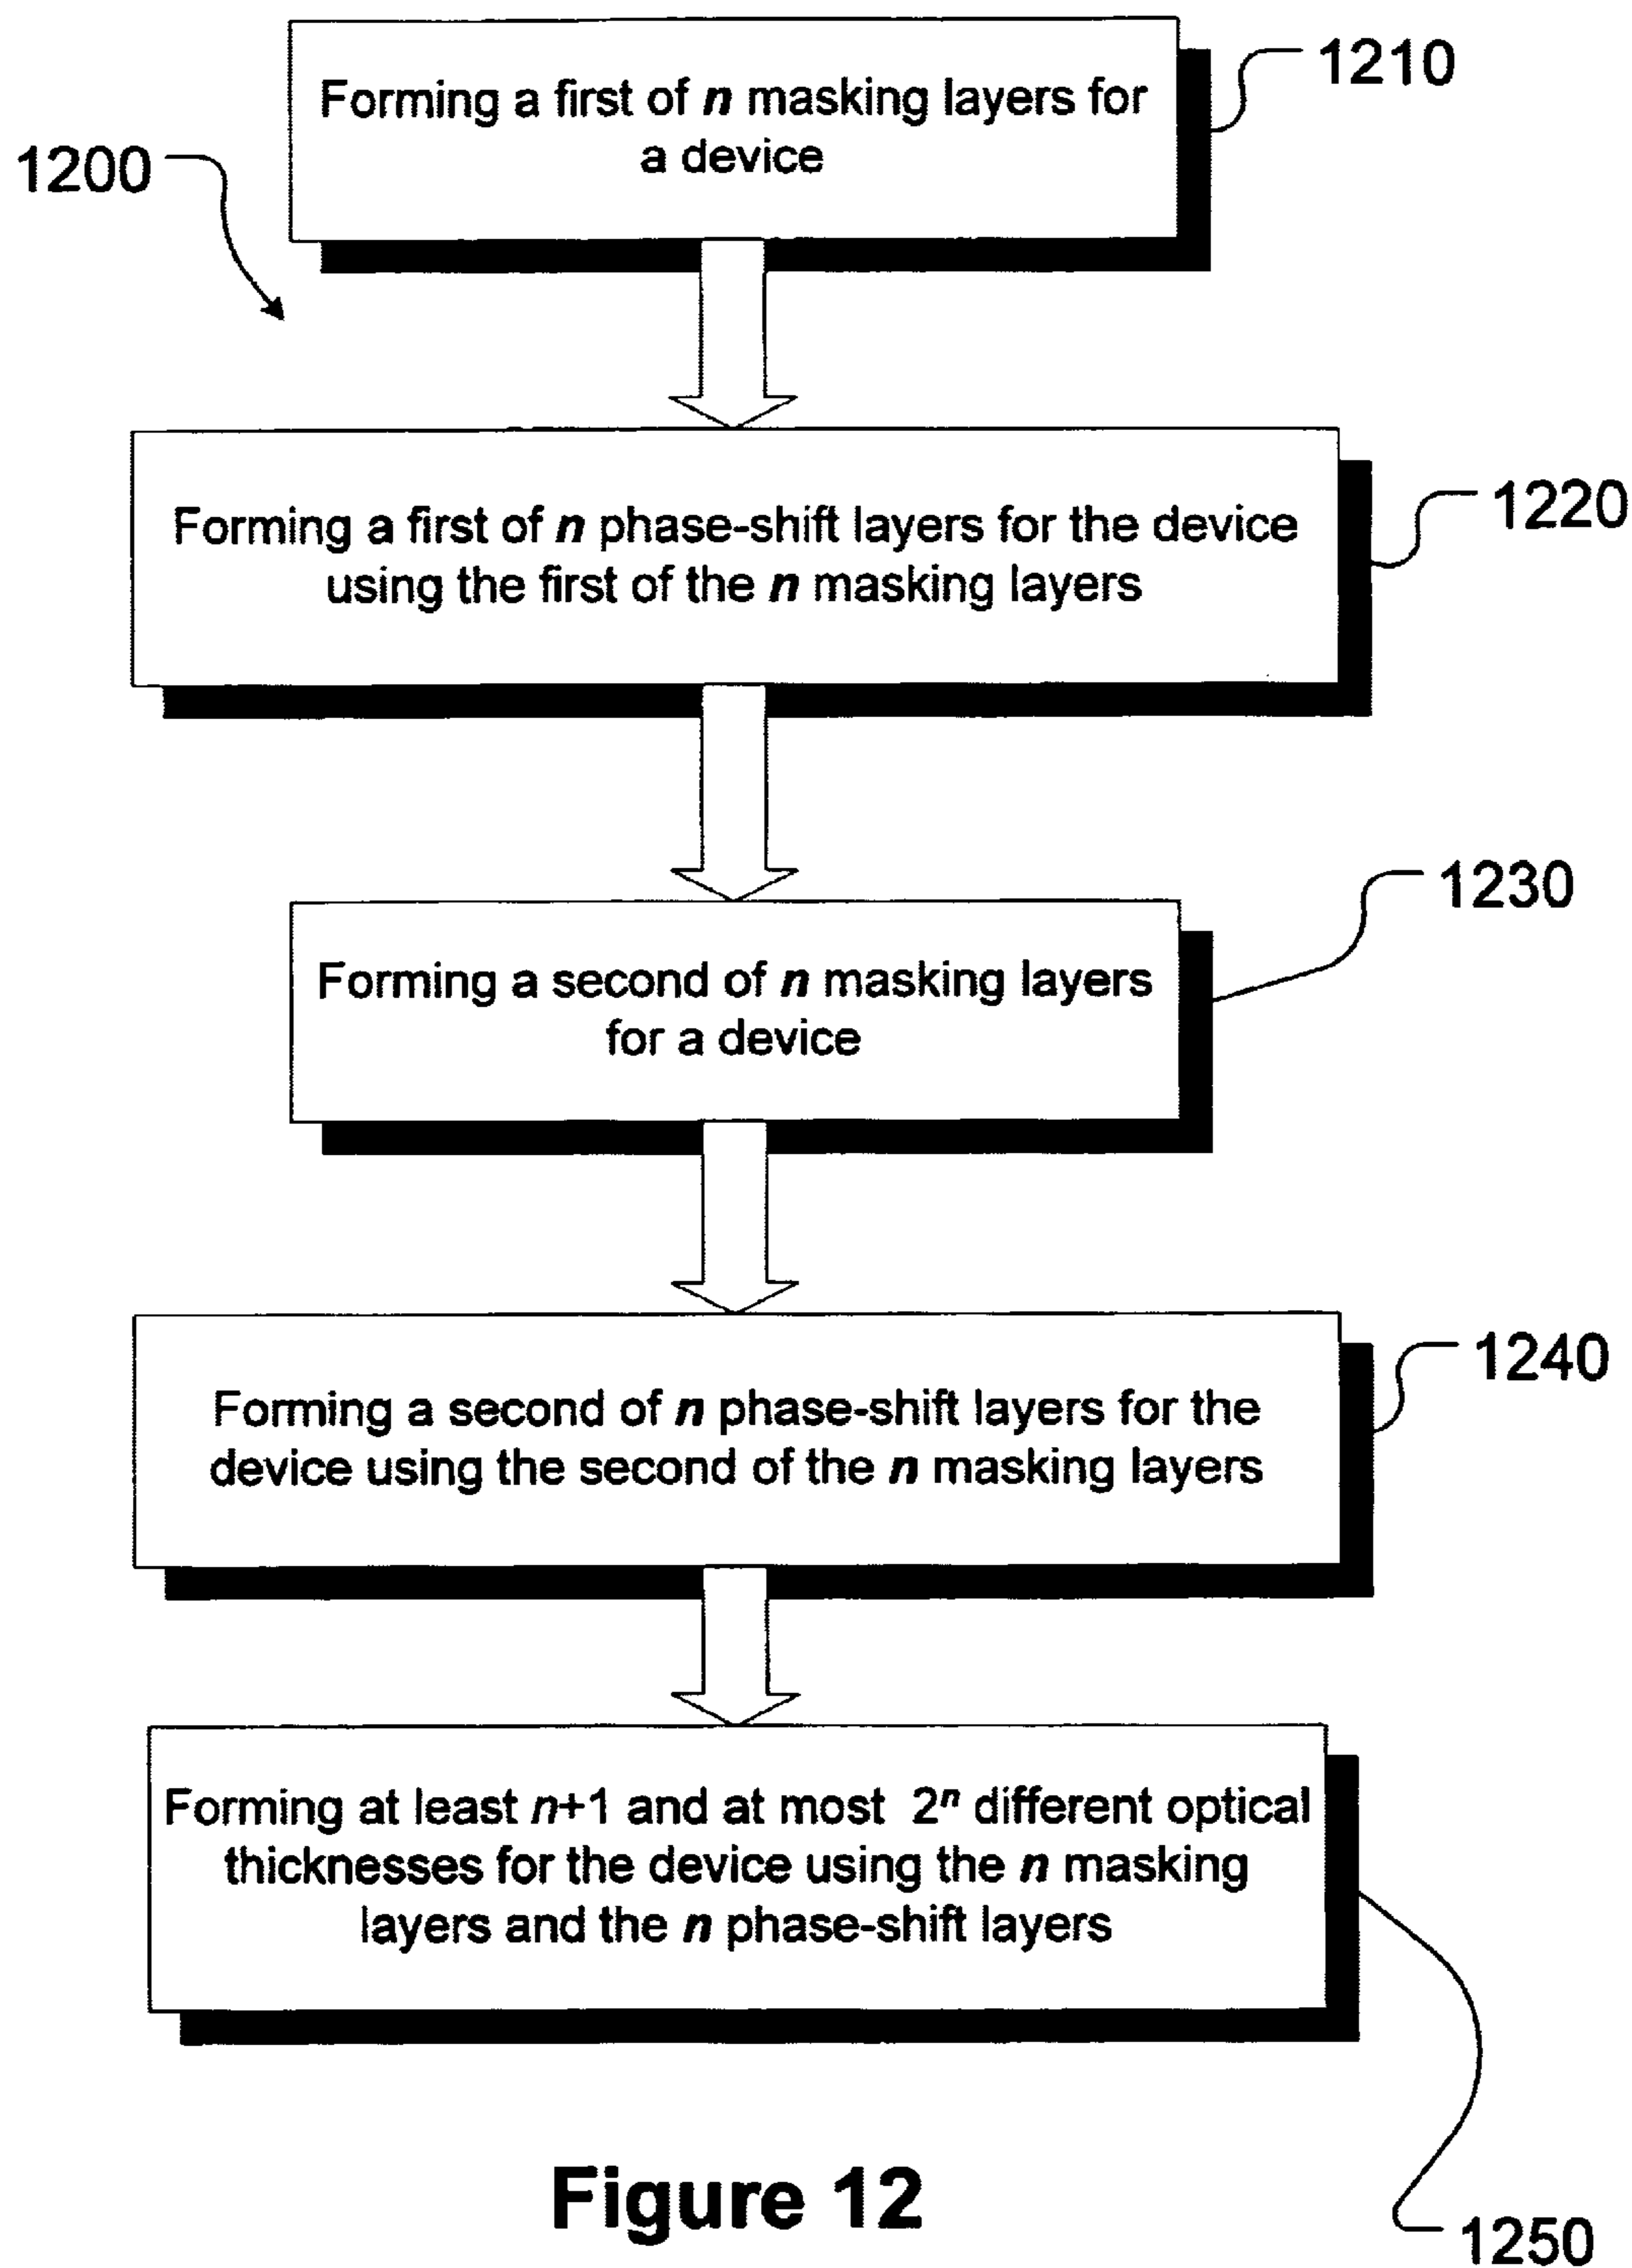 1210
Forming a first of n masking layers for
a device
1200
1220
Forming a first of n phase-shift layers for the device
using the first of the n masking layers
1230
Forming a second of n masking layers
for a device
1240
Forming a second of n phase-shift layers for the
device using the second of the n masking layers
Forming at least n+1 and at most 2ⁿ different optical
thicknesses for the device using the n masking
layers and the n phase-shift layers
Figure 12
1250